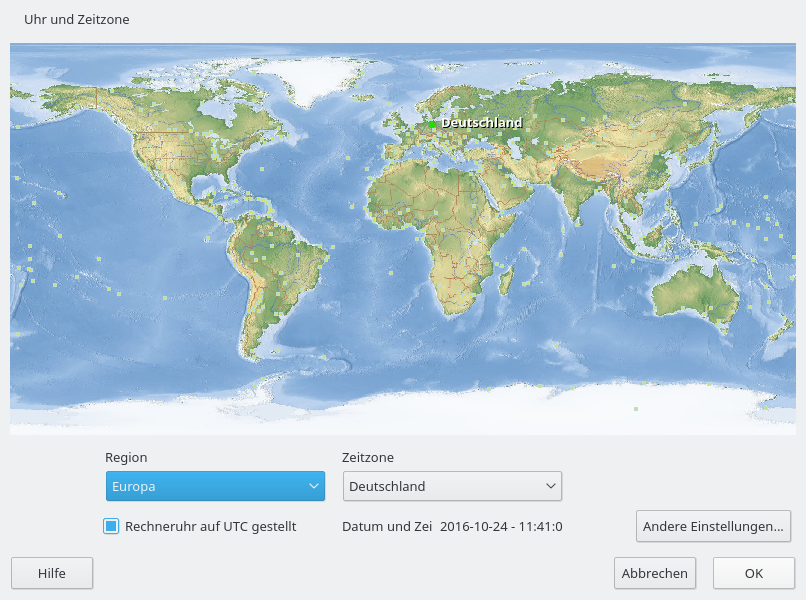 Uhr und Zeitzone
Deutschland
Region
Zeitzone
Europa
Deutschland
Rechneruhr auf UTC gestellt
Datum und Zei 2016-10-24 - 11:41:0
Andere Einstellungen...
Hilfe
Abbrechen
OK